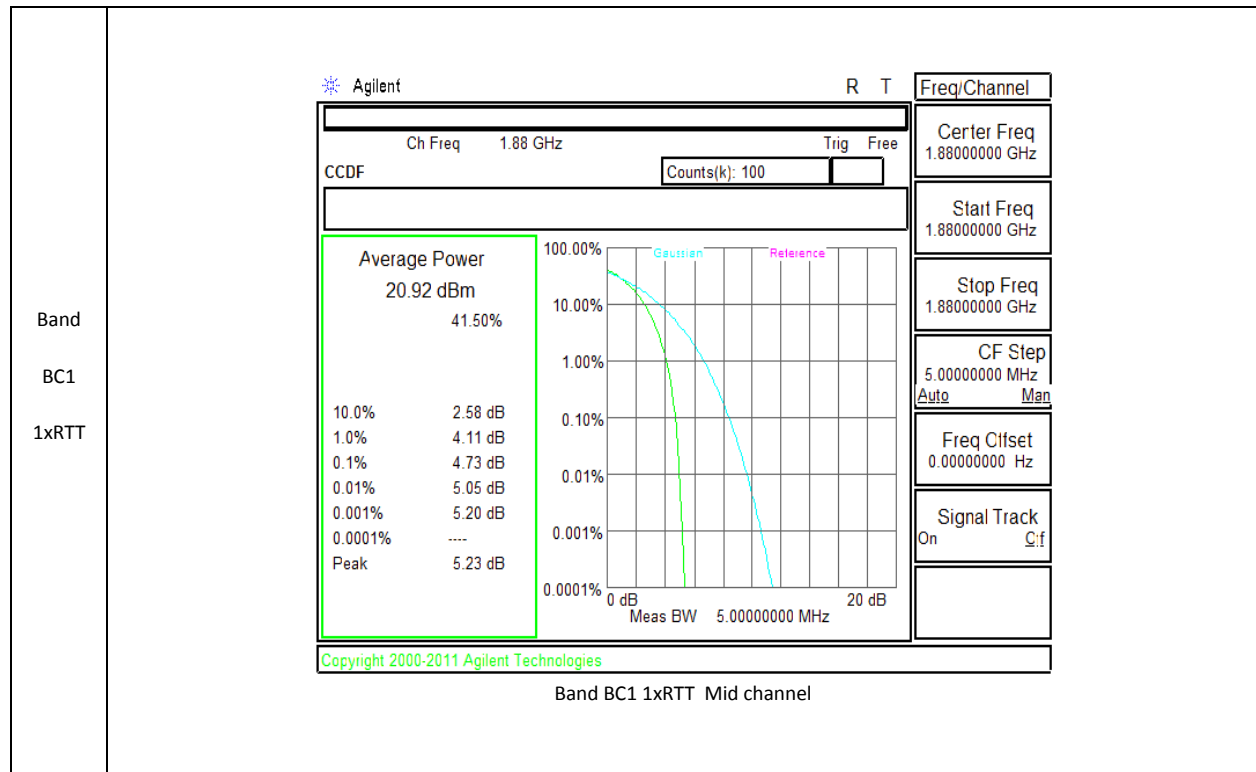 Band
BC1
1xRTT
Agilent
R T
Freq/Channel
Ch Freq 1.88 GHz
Trig Free
CCDF
Counts(k): 100
Average Power
20.92 dBm
41.50%
10.0% 2.58 dB
1.0% 4.11 dB
0.1% 4.73 dB
0.01% 5.05 dB
0.001% 5.20 dB
0.0001% ----
Peak 5.23 dB
Gaussian
Reference
100.00%
10.00%
1.00%
0.10%
0.01%
0.001%
0.0001%
0 dB
20 dB
Meas BW 5.00000000 MHz
Center Freq
1.88000000 GHz
Start Freq
1.88000000 GHz
Stop Freq
1.88000000 GHz
CF Step
5.00000000 MHz
Auto Man
Freq Offset
0.00000000 Hz
Signal Track
On Off
Copyright 2000-2011 Agilent Technologies
Band BC1 1xRTT Mid channel